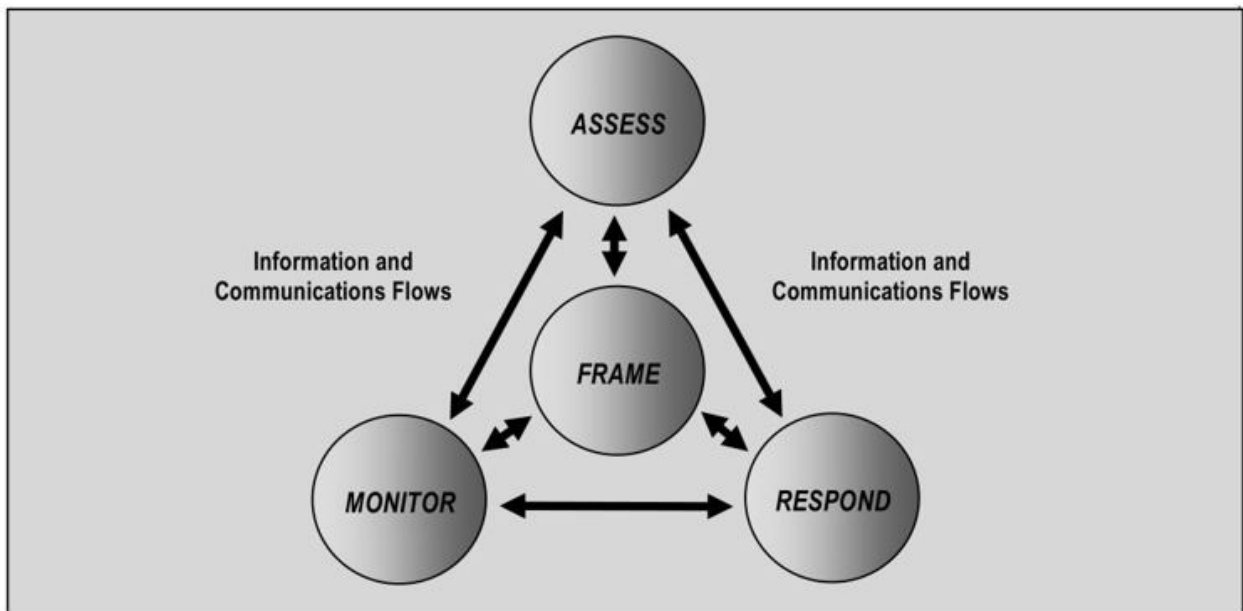 ASSESS
Information and
Communications Flows
Information and
Communications Flows
FRAME
MONITOR
RESPOND